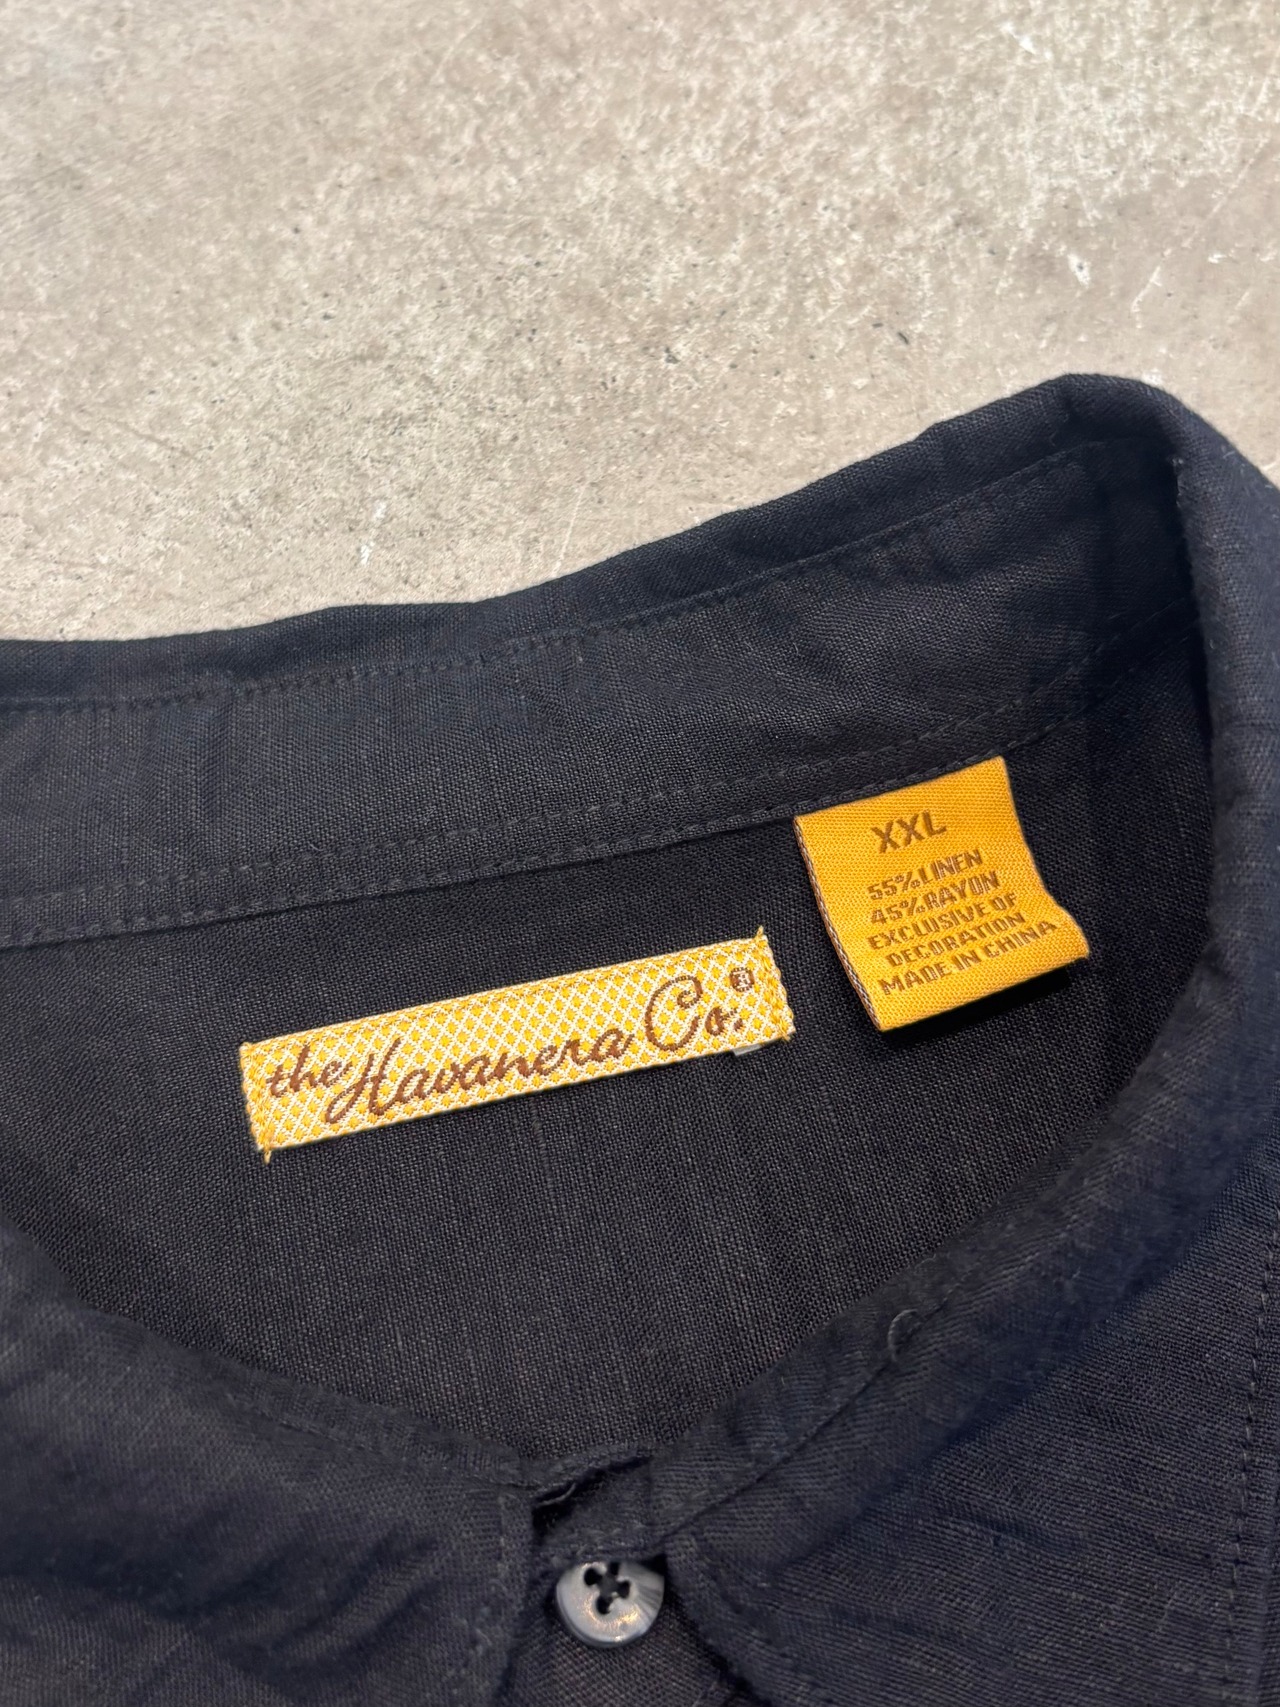 the Havanera Co.®
XXL
55%LINEN
45%RAYON
EXCLUSIVE OF
DECORATION
MADE IN CHINA